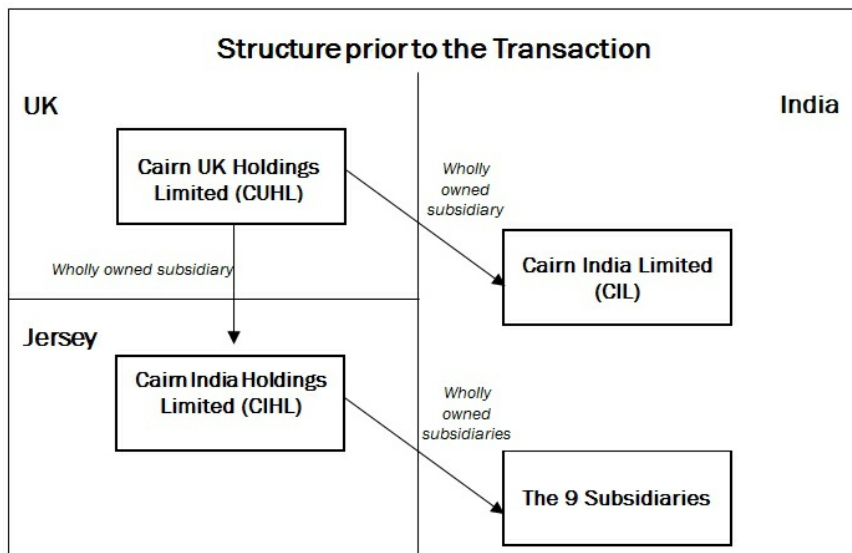 Structure prior to the Transaction
UK
India
Cairn UK Holdings
Limited (CUHL)
Wholly
owned
subsidiary
Wholly owned subsidiary
Cairn India Limited
(CIL)
Jersey
Cairn India Holdings
Limited (CIHL)
Wholly
owned
subsidiaries
The 9 Subsidiaries